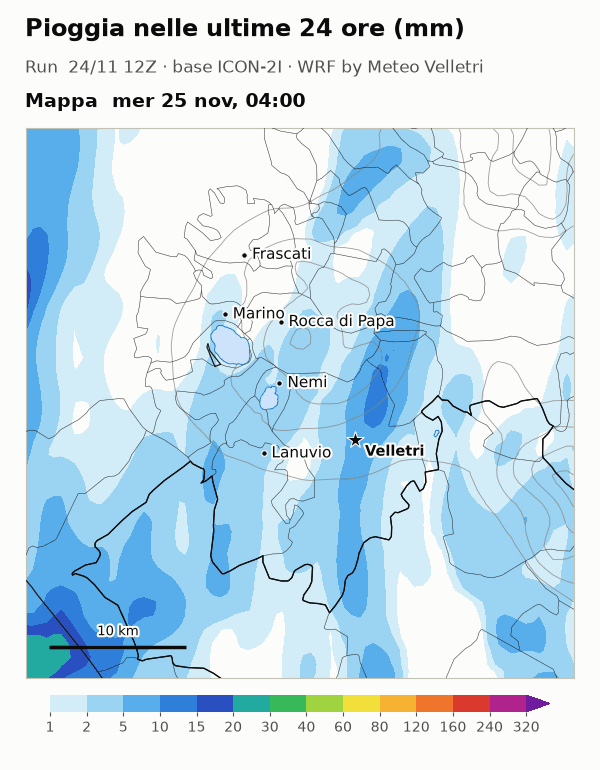 Pioggia nelle ultime 24 ore (mm)
Run  24/11 12Z · base ICON-2I · WRF by Meteo Velletri
Mappa  mer 25 nov, 04:00
Frascati
Marino
Rocca di Papa
Nemi
Velletri
Lanuvio
10 km
1 2 5 10 15 20 30 40 60 80 120 160 240 320